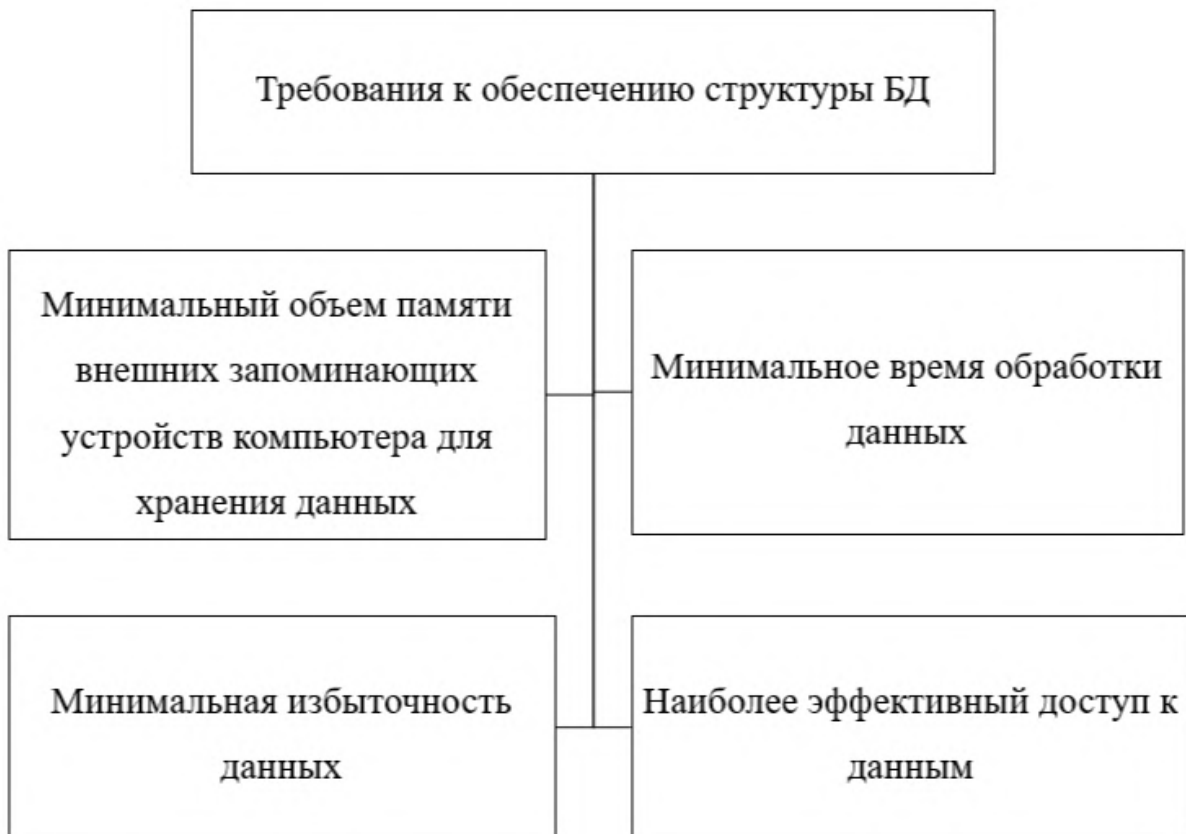 Требования к обеспечению структуры БД
Минимальный объем памяти
внешних запоминающих
устройств компьютера для
хранения данных
Минимальное время обработки
данных
Минимальная избыточность
данных
Наиболее эффективный доступ к
данным